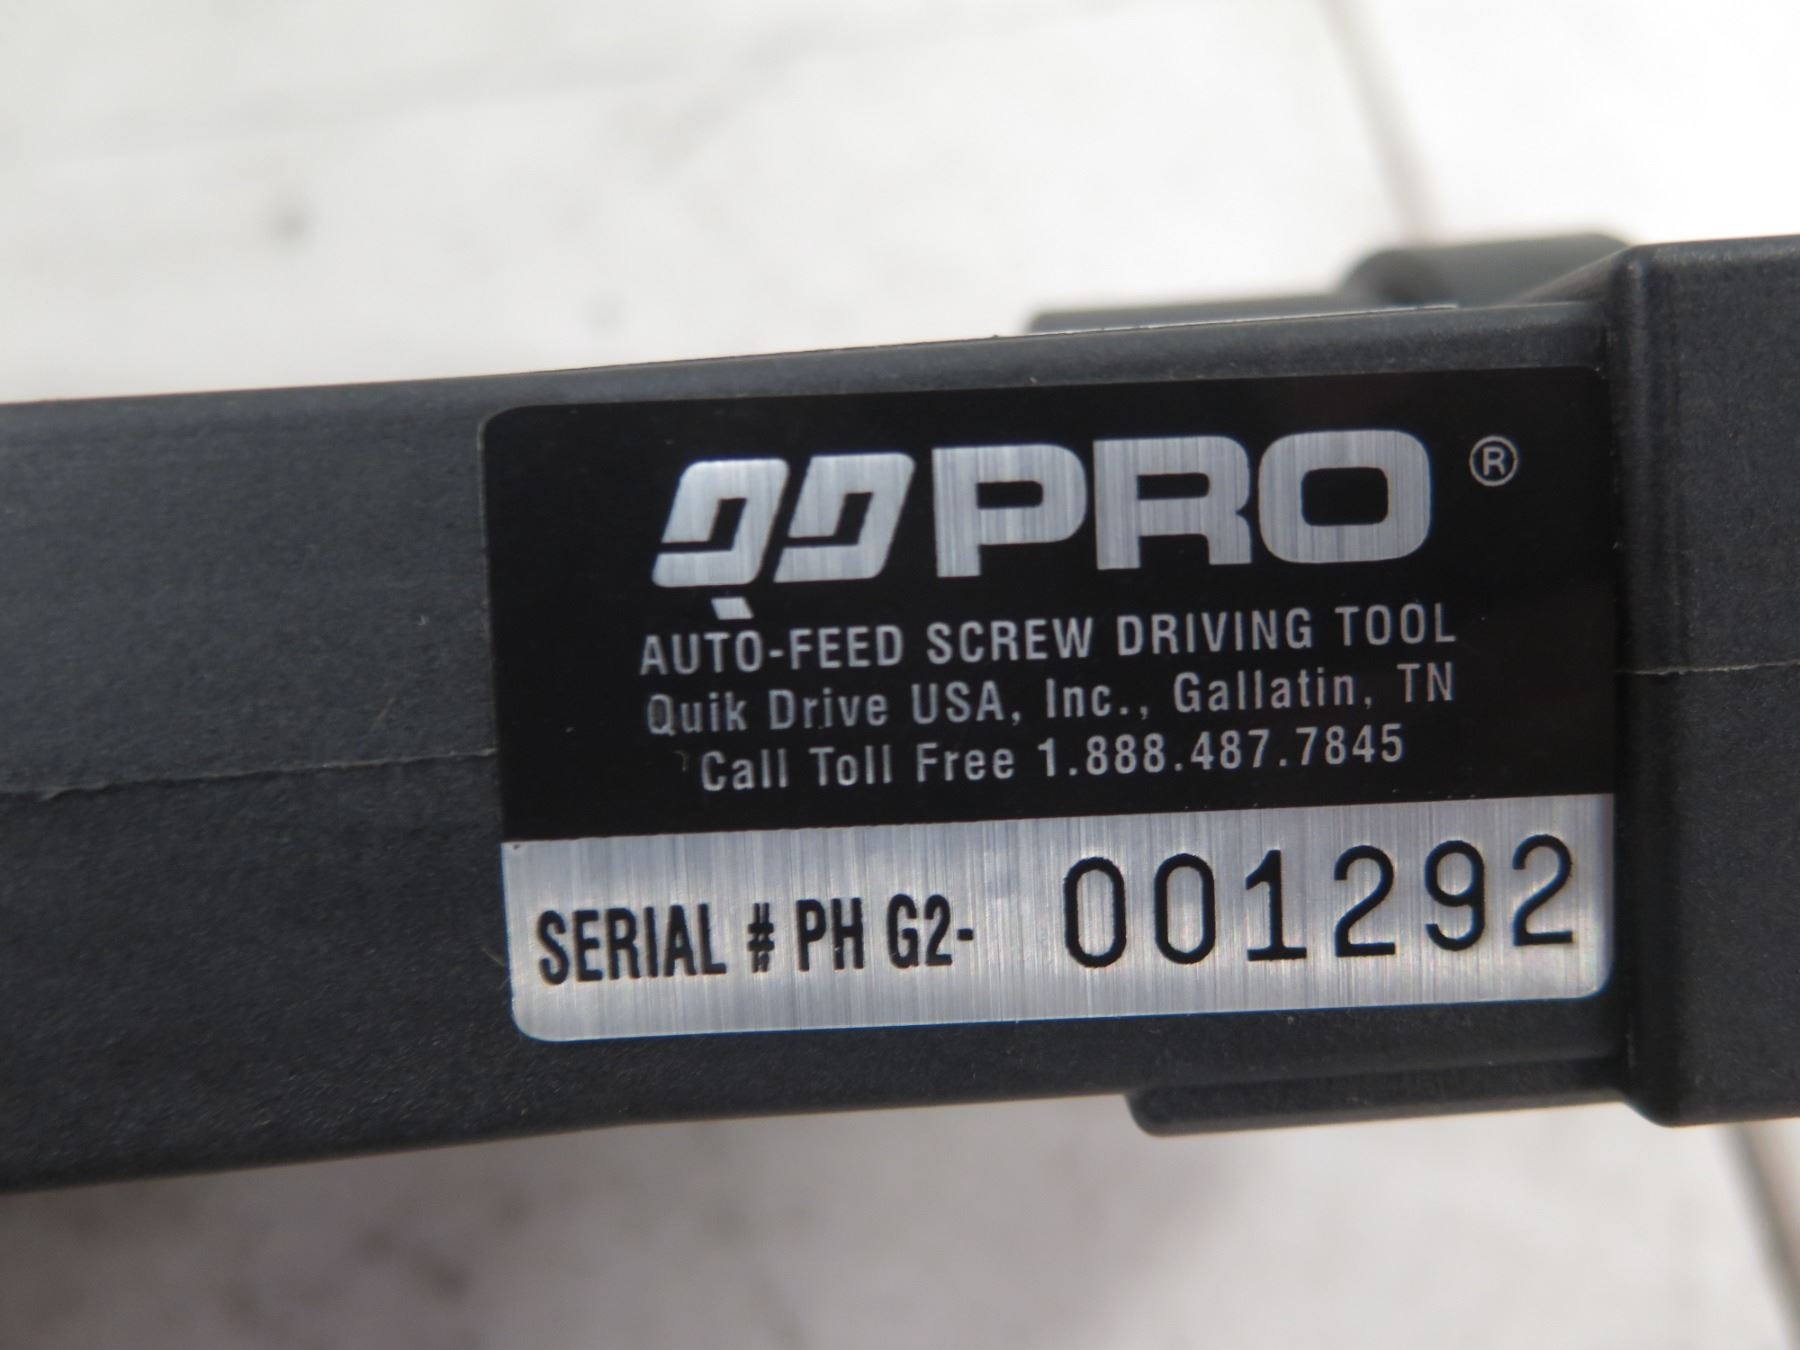 QDPRO®
AUTO-FEED SCREW DRIVING TOOL
Quik Drive USA, Inc., Gallatin, TN
Call Toll Free 1.888.487.7845
SERIAL # PH G2- 001292